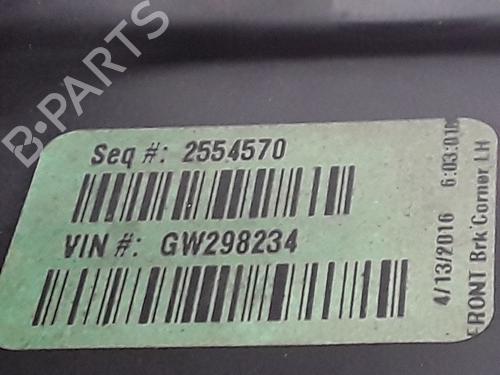 B-PARTS
Seq #: 2554570
VIN #: GW298234
4/13/2016 6:03:01
FRONT Brk Corner LH